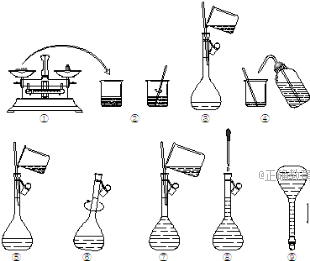 ① ② ③ ④
⑤ ⑥ ⑦ ⑧ ⑨